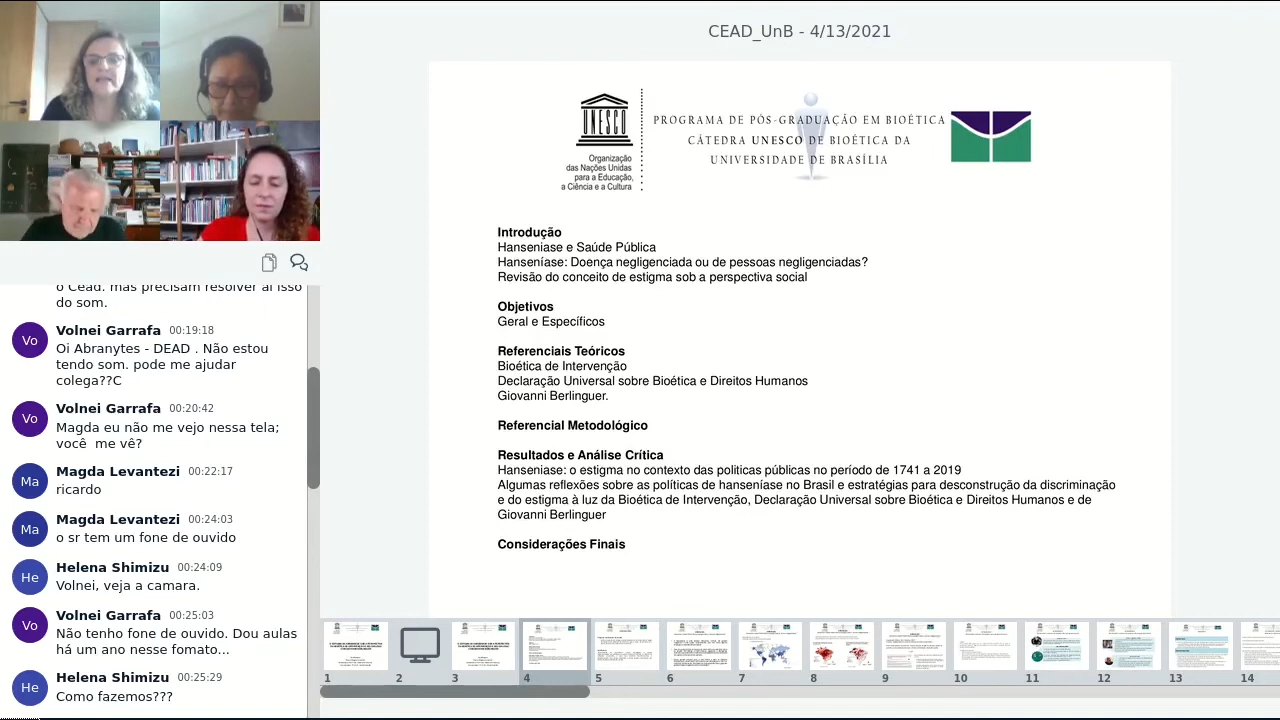 CEAD_UnB - 4/13/2021
UNESCO
Organização
das Nações Unidas
para a Educação,
a Ciência e a Cultura
PROGRAMA DE PÓS-GRADUAÇÃO EM BIOÉTICA
CÁTEDRA UNESCO DE BIOÉTICA DA
UNIVERSIDADE DE BRASÍLIA
Introdução
Hanseniase e Saúde Pública
Hanseníase: Doença negligenciada ou de pessoas negligenciadas?
Revisão do conceito de estigma sob a perspectiva social
Objetivos
Geral e Específicos
Referenciais Teóricos
Bioética de Intervenção
Declaração Universal sobre Bioética e Direitos Humanos
Giovanni Berlinguer.
Referencial Metodológico
Resultados e Análise Crítica
Hanseniase: o estigma no contexto das politicas públicas no período de 1741 a 2019
Algumas reflexões sobre as políticas de hanseníase no Brasil e estratégias para desconstrução da discriminação
e do estigma à luz da Bioética de Intervenção, Declaração Universal sobre Bioética e Direitos Humanos e de
Giovanni Berlinguer
Considerações Finais
o Cead. mas precisam resolver aí isso
do som.
Vo
Volnei Garrafa 00:19:18
Oi Abranytes - DEAD . Não estou
tendo som. pode me ajudar
colega??C
Vo
Volnei Garrafa 00:20:42
Magda eu não me vejo nessa tela;
você me vê?
Ma
Magda Levantezi 00:22:17
ricardo
Ma
Magda Levantezi 00:24:03
o sr tem um fone de ouvido
He
Helena Shimizu 00:24:09
Volnei, veja a camara.
Vo
Volnei Garrafa 00:25:03
Não tenho fone de ouvido. Dou aulas
há um ano nesse formato...
He
Helena Shimizu 00:25:29
Como fazemos???
1 2 3 4 5 6 7 8 9 10 11 12 13 14